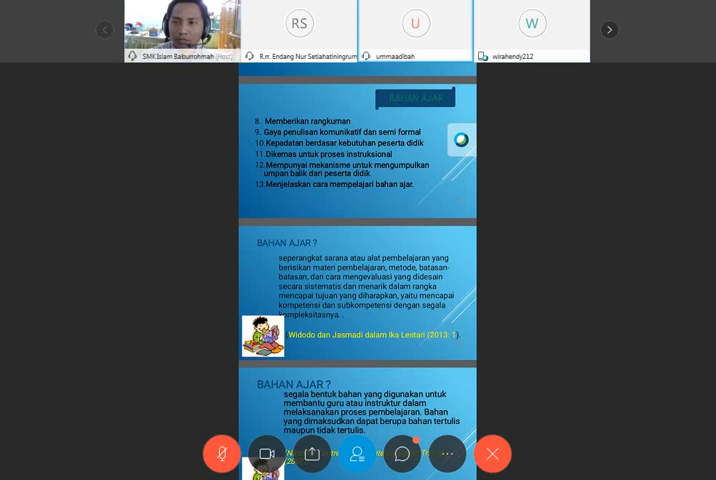 RS
U
W
SMK Islam Baburrohmah (Host)
R.rr. Endang Nur Setiahatiningrum
ummaadibah
wirahendy212
BAHAN AJAR
8. Memberikan rangkuman
9. Gaya penulisan komunikatif dan semi formal
10.Kepadatan berdasar kebutuhan peserta didik
11.Dikemas untuk proses instruksional
12.Mempunyai mekanisme untuk mengumpulkan
umpan balik dari peserta didik
13.Menjelaskan cara mempelajari bahan ajar.
BAHAN AJAR ?
seperangkat sarana atau alat pembelajaran yang
berisikan materi pembelajaran, metode, batasan-
batasan, dan cara mengevaluasi yang didesain
secara sistematis dan menarik dalam rangka
mencapai tujuan yang diharapkan, yaitu mencapai
kompetensi dan subkompetensi dengan segala
kompleksitasnya. .
Widodo dan Jasmadi dalam Ika Lestari (2013: 1).
BAHAN AJAR ?
segala bentuk bahan yang digunakan untuk
membantu guru atau instruktur dalam
melaksanakan proses pembelajaran. Bahan
yang dimaksudkan dapat berupa bahan tertulis
maupun tidak tertulis.